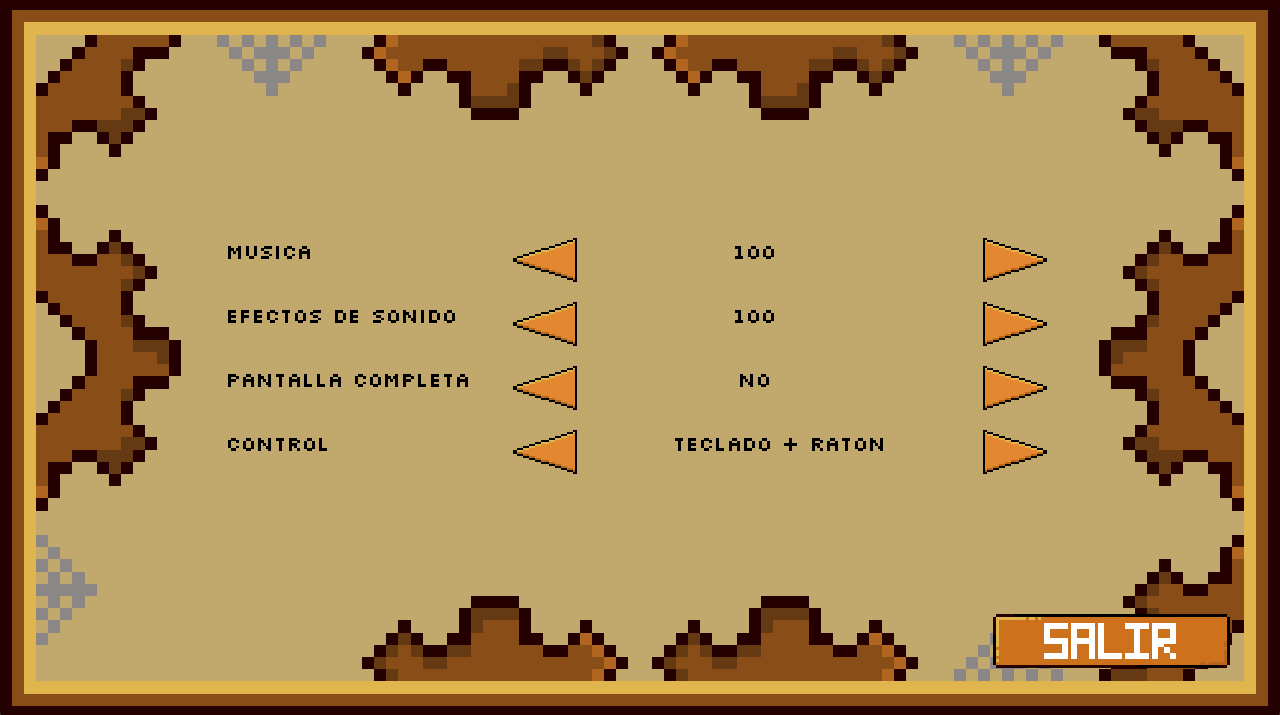 MUSICA 100
EFECTOS DE SONIDO 100
PANTALLA COMPLETA NO
CONTROL TECLADO + RATON
SALIR